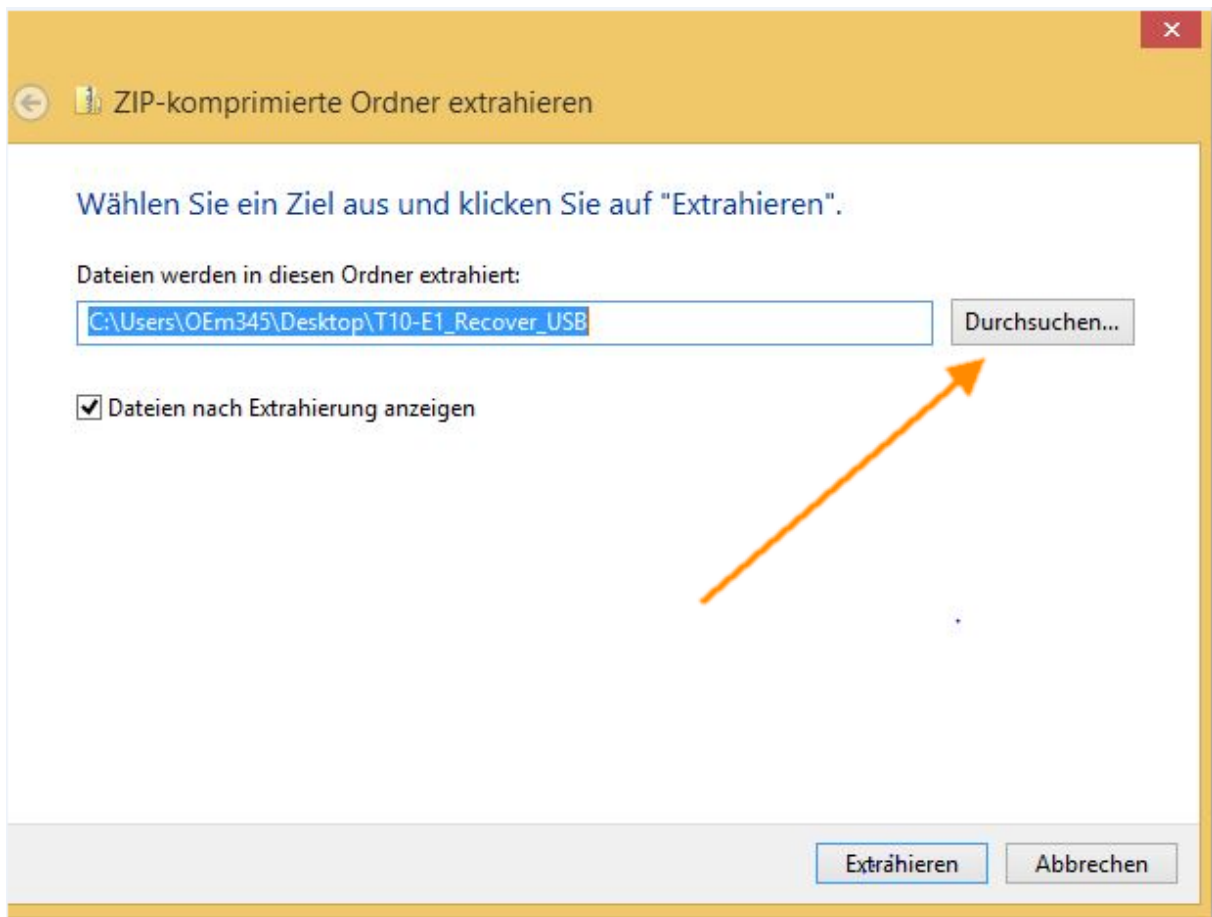 ZIP-komprimierte Ordner extrahieren
Wählen Sie ein Ziel aus und klicken Sie auf "Extrahieren".
Dateien werden in diesen Ordner extrahiert:
C:\Users\OEm345\Desktop\T10-E1_Recover_USB
Durchsuchen...
Dateien nach Extrahierung anzeigen
Extrahieren
Abbrechen